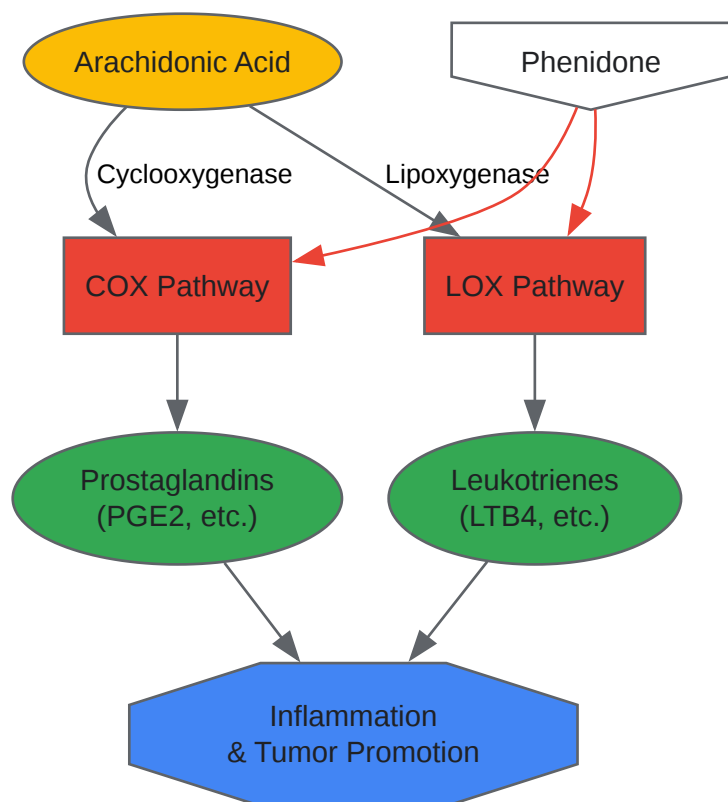 Arachidonic Acid
Phenidone
Cyclooxygenase
Lipoxygenase
COX Pathway
LOX Pathway
Prostaglandins
(PGE2, etc.)
Leukotrienes
(LTB4, etc.)
Inflammation
& Tumor Promotion